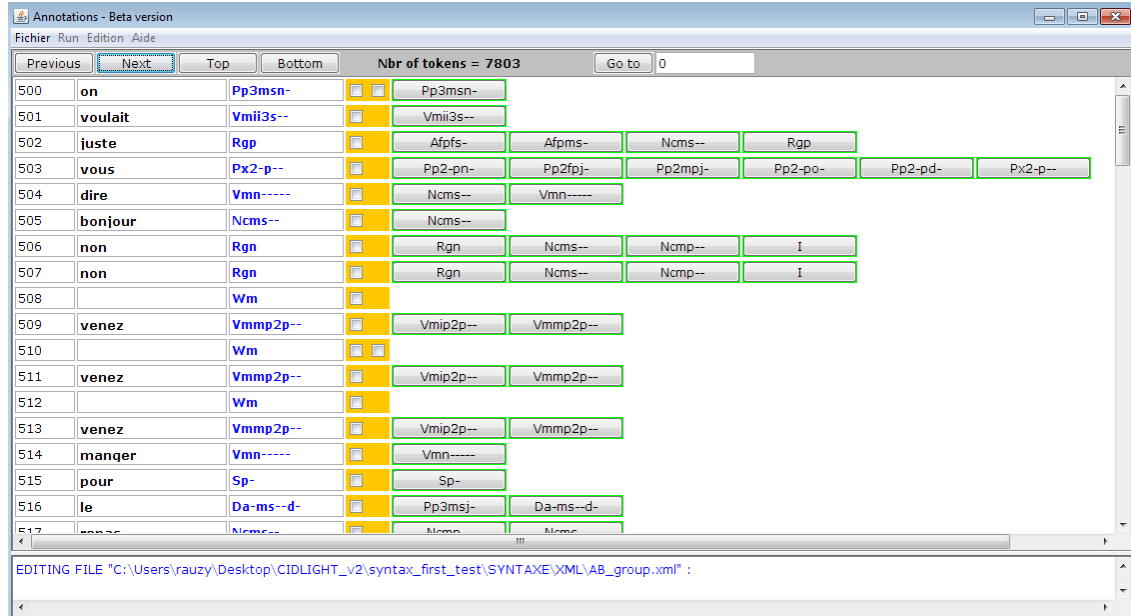 Annotations - Beta version
Fichier Run Edition Aide
Previous Next Top Bottom Nbr of tokens = 7803 Go to 0
500 on Pp3msn- Pp3msn-
501 voulait Vmii3s-- Vmii3s--
502 juste Rgp Afpfs- Afpms- Ncms-- Rgp
503 vous Px2-p-- Pp2-pn- Pp2fpj- Pp2mpj- Pp2-po- Pp2-pd- Px2-p--
504 dire Vmn----- Ncms-- Vmn-----
505 bonjour Ncms-- Ncms--
506 non Rgn Rgn Ncms-- Ncmp-- I
507 non Rgn Rgn Ncms-- Ncmp-- I
508 Wm
509 venez Vmmp2p-- Vmip2p-- Vmmp2p--
510 Wm
511 venez Vmmp2p-- Vmip2p-- Vmmp2p--
512 Wm
513 venez Vmmp2p-- Vmip2p-- Vmmp2p--
514 manger Vmn----- Vmn-----
515 pour Sp- Sp-
516 le Da-ms--d- Pp3msj- Da-ms--d-
517 repas Ncms-- Ncmp Ncms
EDITING FILE "C:\Users\rauzy\Desktop\CIDLIGHT_v2\syntax_first_test\SYNTAXE\XML\AB_group.xml" :